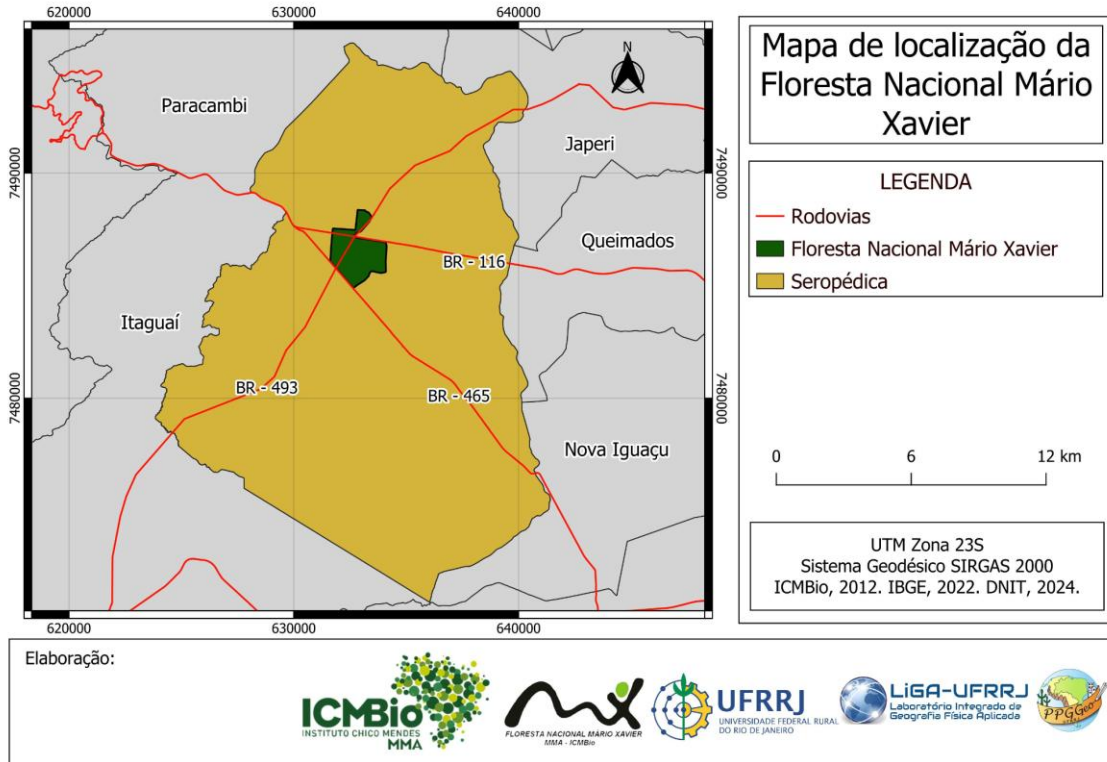 620000
630000
640000
7490000
7480000
N
Paracambi
Japeri
Queimados
BR - 116
Itaguaí
BR - 493
BR - 465
Nova Iguaçu
7490000
7480000
620000
630000
640000
Mapa de localização da
Floresta Nacional Mário
Xavier
LEGENDA
Rodovias
Floresta Nacional Mário Xavier
Seropédica
0 6 12 km
UTM Zona 23S
Sistema Geodésico SIRGAS 2000
ICMBio, 2012. IBGE, 2022. DNIT, 2024.
Elaboração:
ICMBio
INSTITUTO CHICO MENDES
MMA
FLORESTA NACIONAL MÁRIO XAVIER
MMA - ICMBio
UFRRJ
UNIVERSIDADE FEDERAL RURAL
DO RIO DE JANEIRO
LiGA-UFRRJ
Laboratório Integrado de
Geografia Física Aplicada
PPGGeo